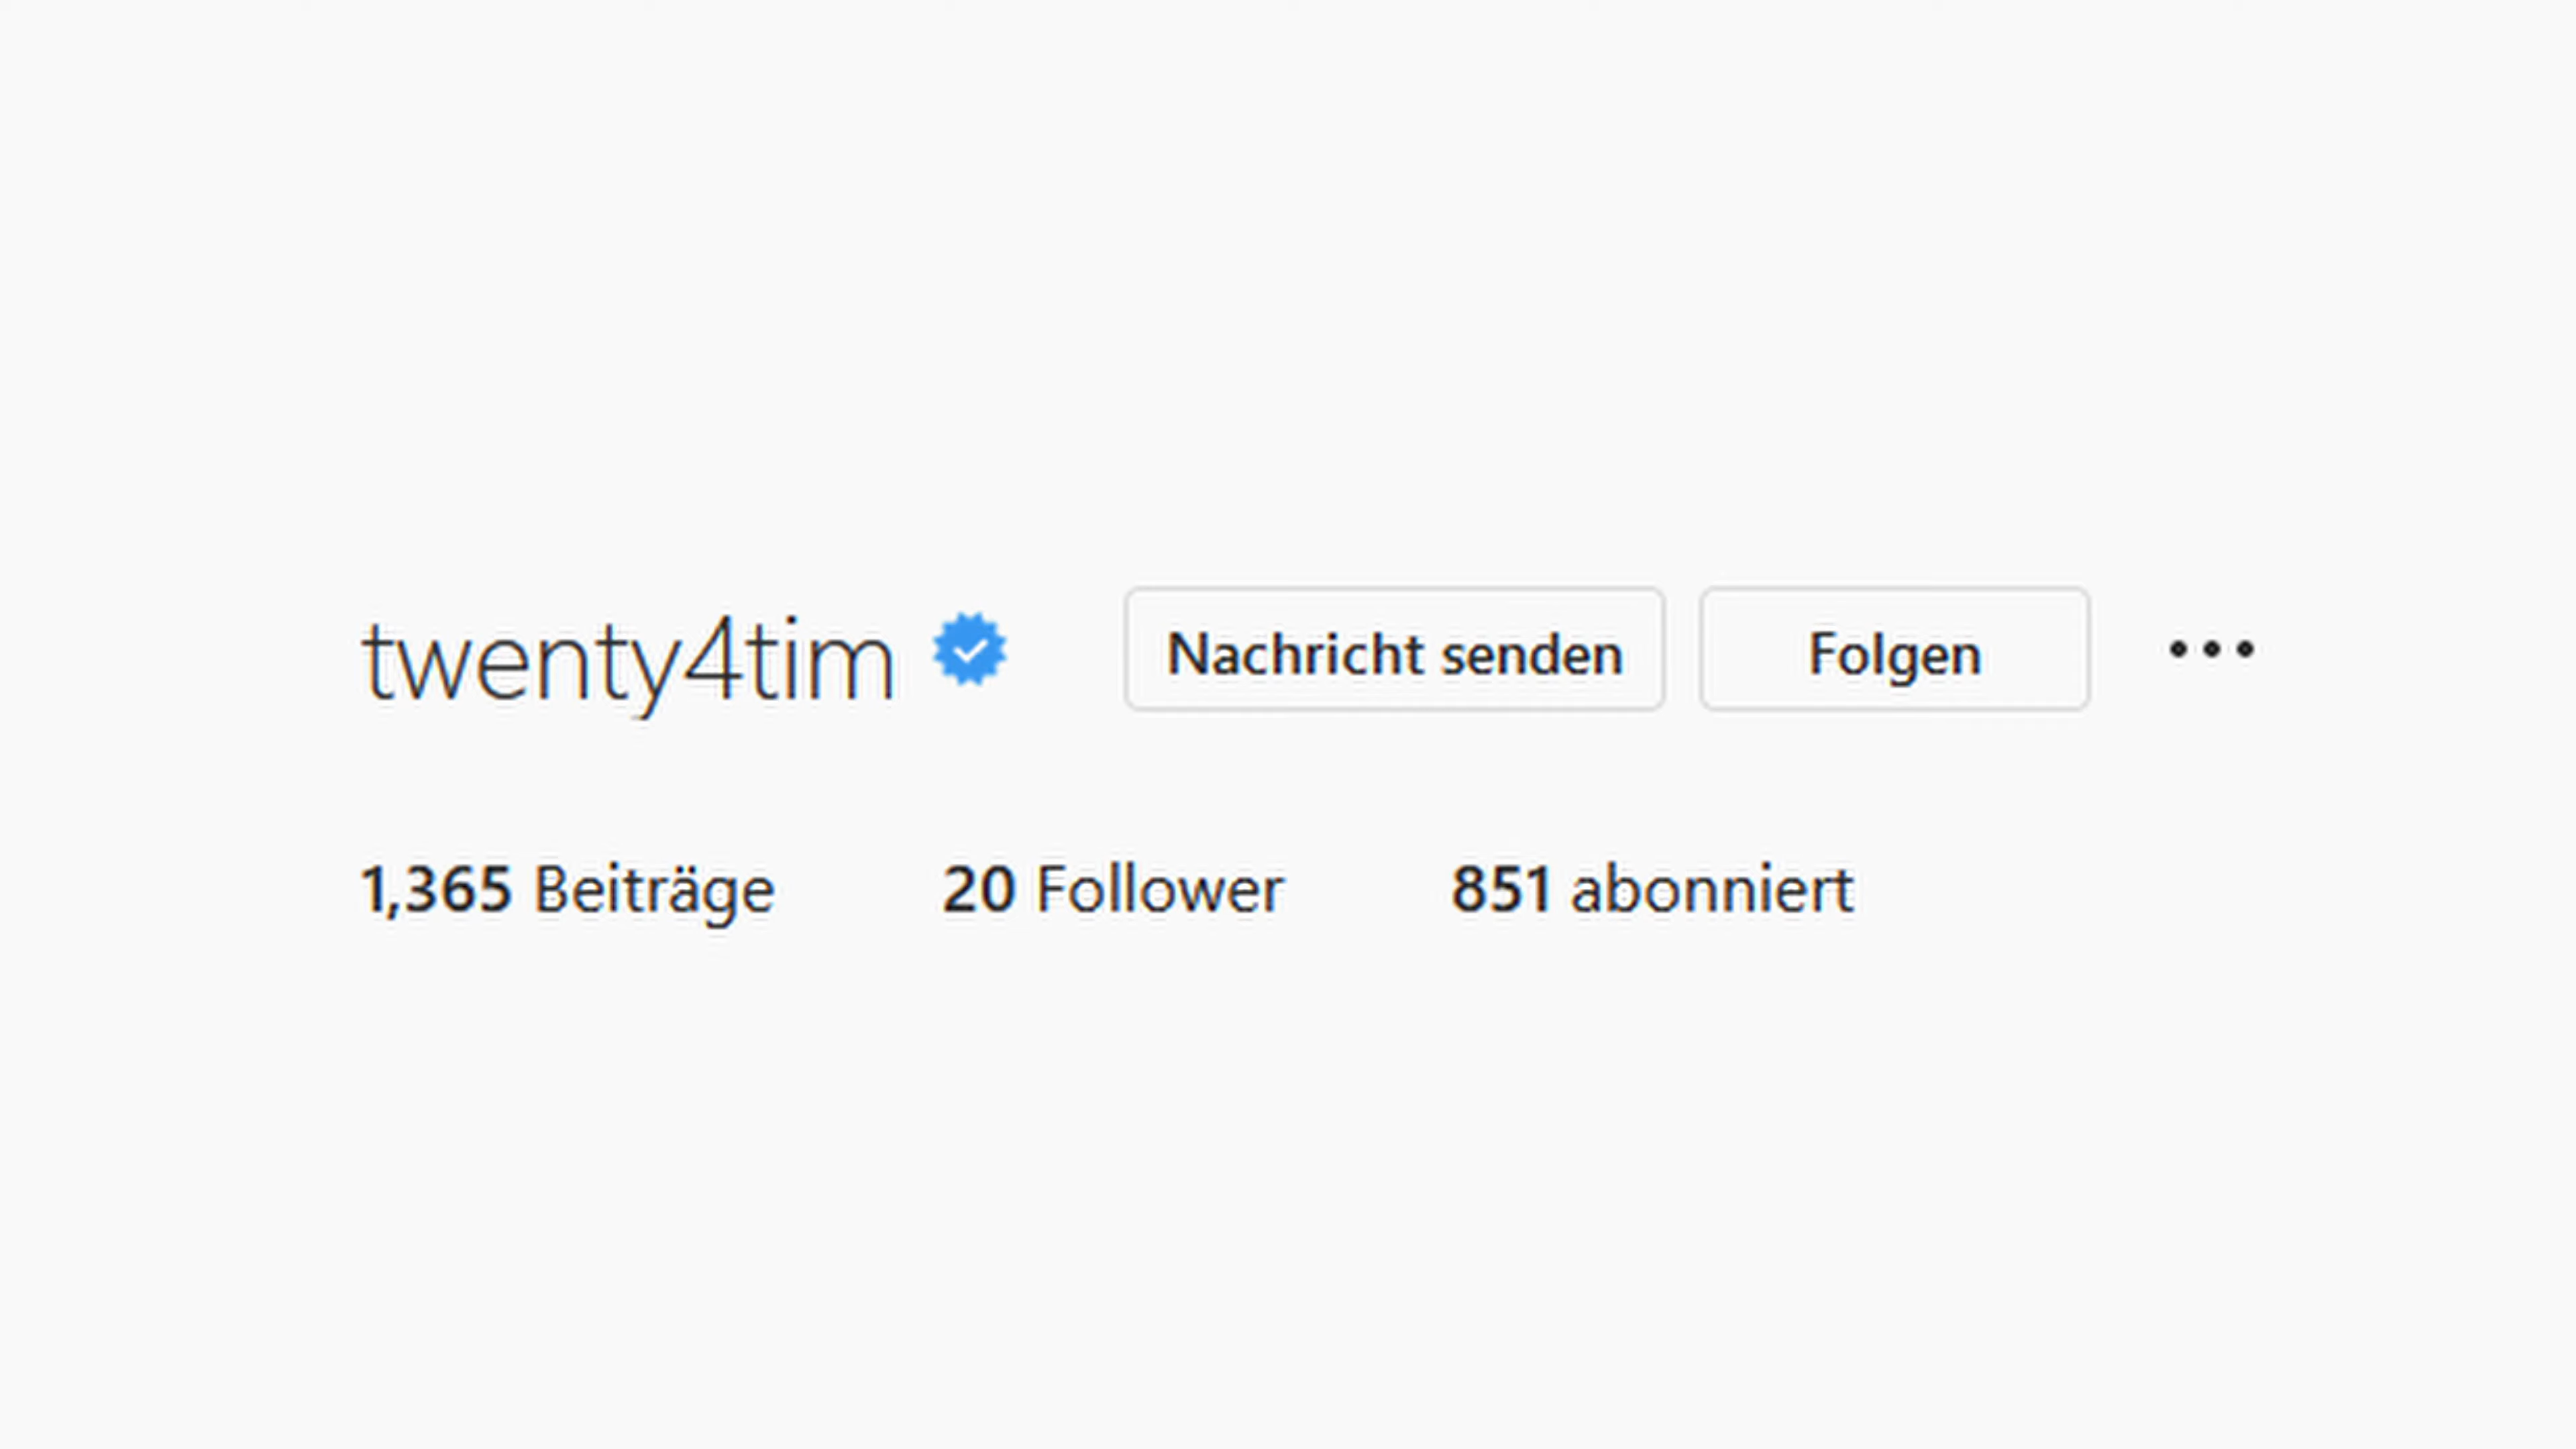 twenty4tim Nachricht senden Folgen
1,365 Beiträge 20 Follower 851 abonniert